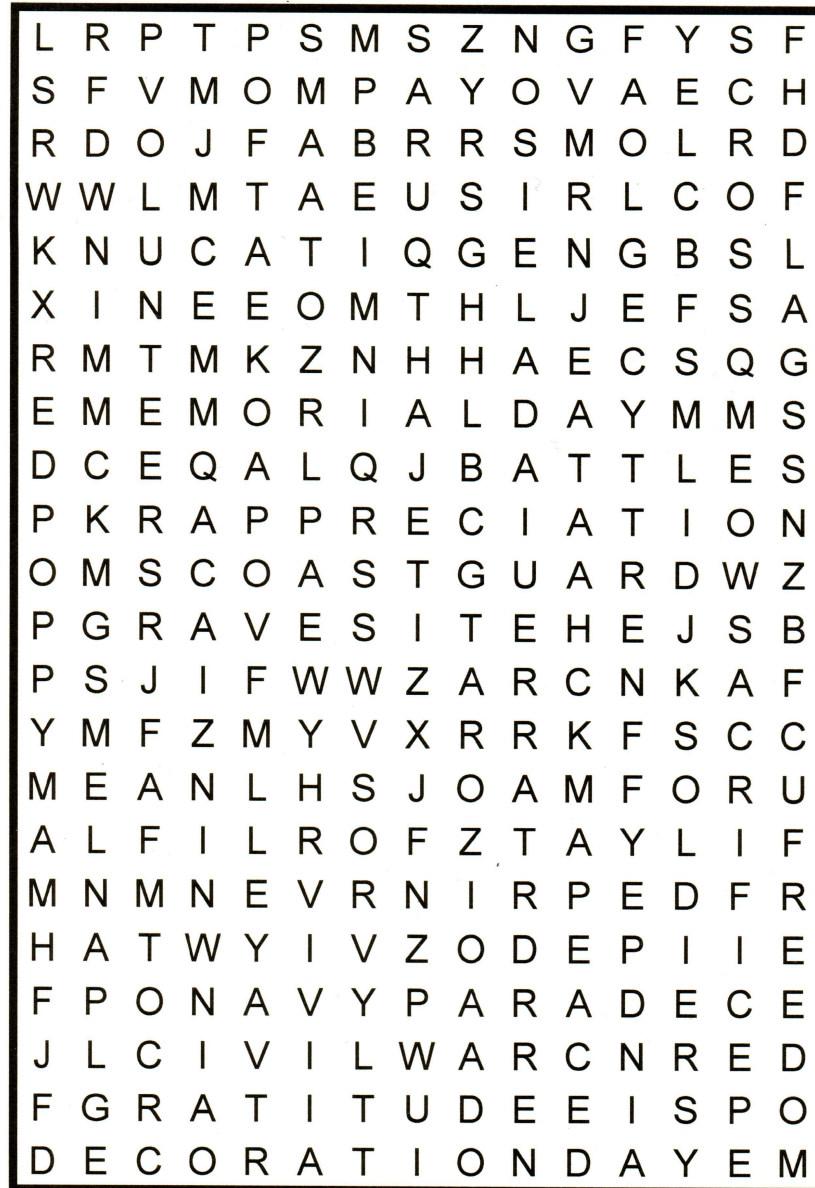 L R P T P S M S Z N G F Y S F
S F V M O M P A Y O V A E C H
R D O J F A B R R S M O L R D
W W L M T A E U S I R L C O F
K N U C A T I Q G E N G B S L
X I N E E O M T H L J E F S A
R M T M K Z N H H A E C S Q G
E M E M O R I A L D A Y M M S
D C E Q A L Q J B A T T L E S
P K R A P P R E C I A T I O N
O M S C O A S T G U A R D W Z
P G R A V E S I T E H E J S B
P S J I F W W Z A R C N K A F
Y M F Z M Y V X R R K F S C C
M E A N L H S J O A M F O R U
A L F I L R O F Z T A Y L I F
M N M N E V R N I R P E D F R
H A T W Y I V Z O D E P I I E
F P O N A V Y P A R A D E C E
J L C I V I L W A R C N R E D
F G R A T I T U D E E I S P O
D E C O R A T I O N D A Y E M